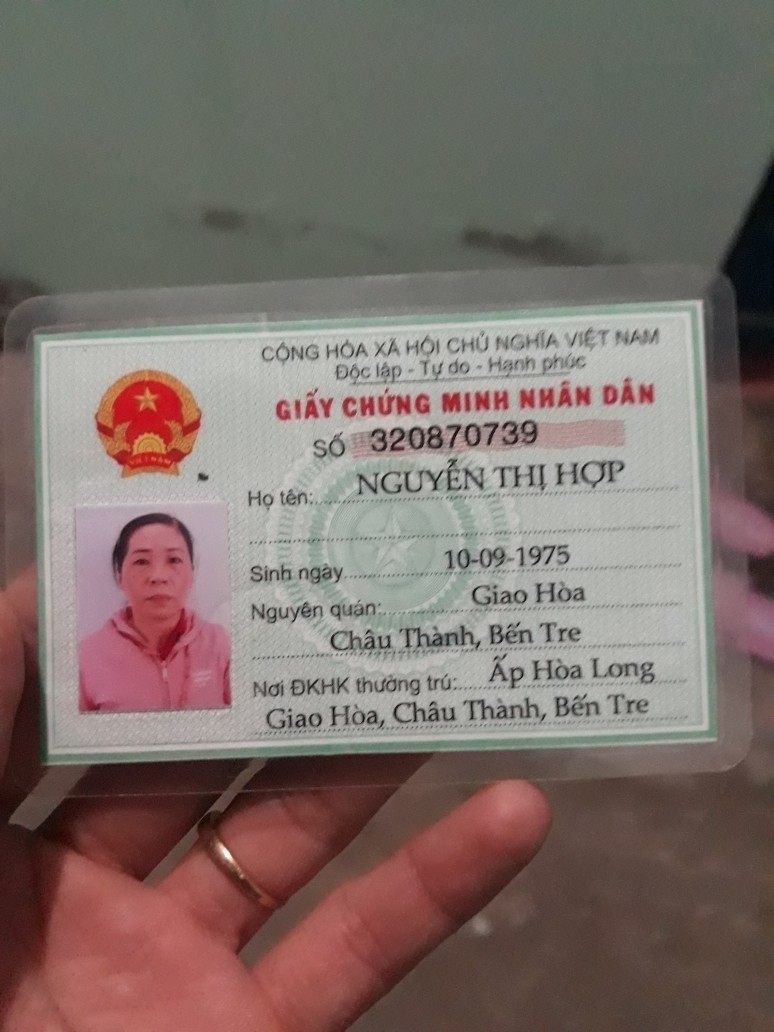 CỘNG HÒA XÃ HỘI CHỦ NGHĨA VIỆT NAM
Độc lập - Tự do - Hạnh phúc
GIẤY CHỨNG MINH NHÂN DÂN
SỐ 320870739
Họ tên: NGUYỄN THỊ HỢP
Sinh ngày 10-09-1975
Nguyên quán: Giao Hòa
Châu Thành, Bến Tre
Nơi ĐKHK thường trú: Ấp Hòa Long
Giao Hòa, Châu Thành, Bến Tre
VIỆT NAM